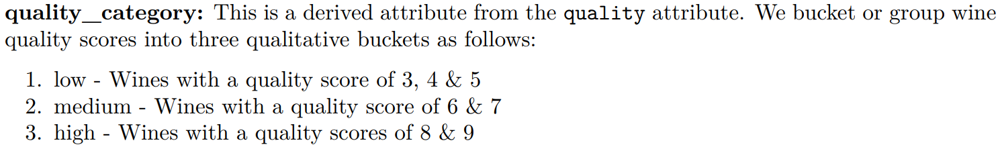 quality_category: This is a derived attribute from the quality attribute. We bucket or group wine
quality scores into three qualitative buckets as follows:
1. low - Wines with a quality score of 3, 4 & 5
2. medium - Wines with a quality score of 6 & 7
3. high - Wines with a quality scores of 8 & 9